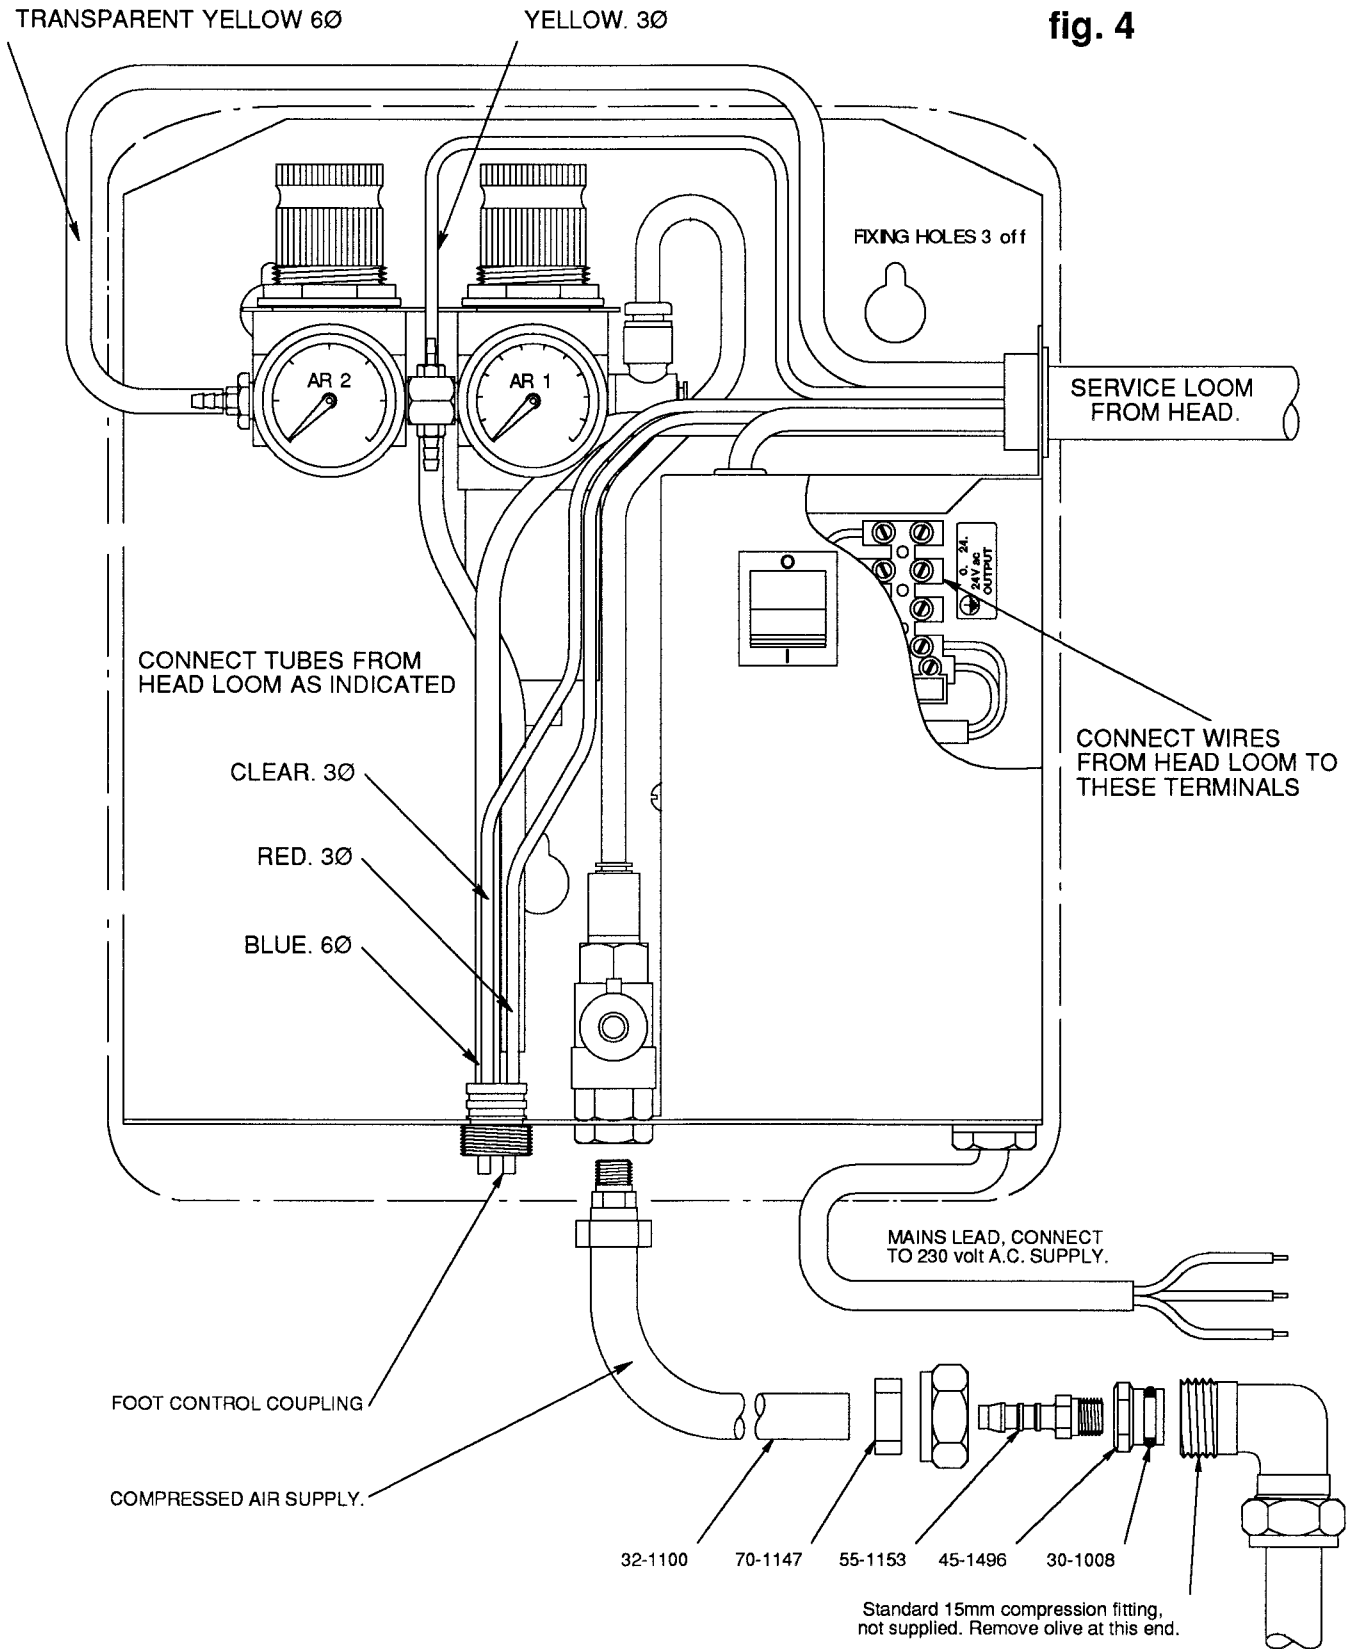 TRANSPARENT YELLOW 6Ø
YELLOW. 3Ø
fig. 4
FIXING HOLES 3 off
AR 2
AR 1
SERVICE LOOM
FROM HEAD.
O
I
0. 24.
24V ac
OUTPUT
CONNECT TUBES FROM
HEAD LOOM AS INDICATED
CONNECT WIRES
FROM HEAD LOOM TO
THESE TERMINALS
CLEAR. 3Ø
RED. 3Ø
BLUE. 6Ø
MAINS LEAD, CONNECT
TO 230 volt A.C. SUPPLY.
FOOT CONTROL COUPLING
COMPRESSED AIR SUPPLY.
32-1100
70-1147
55-1153
45-1496
30-1008
Standard 15mm compression fitting,
not supplied. Remove olive at this end.